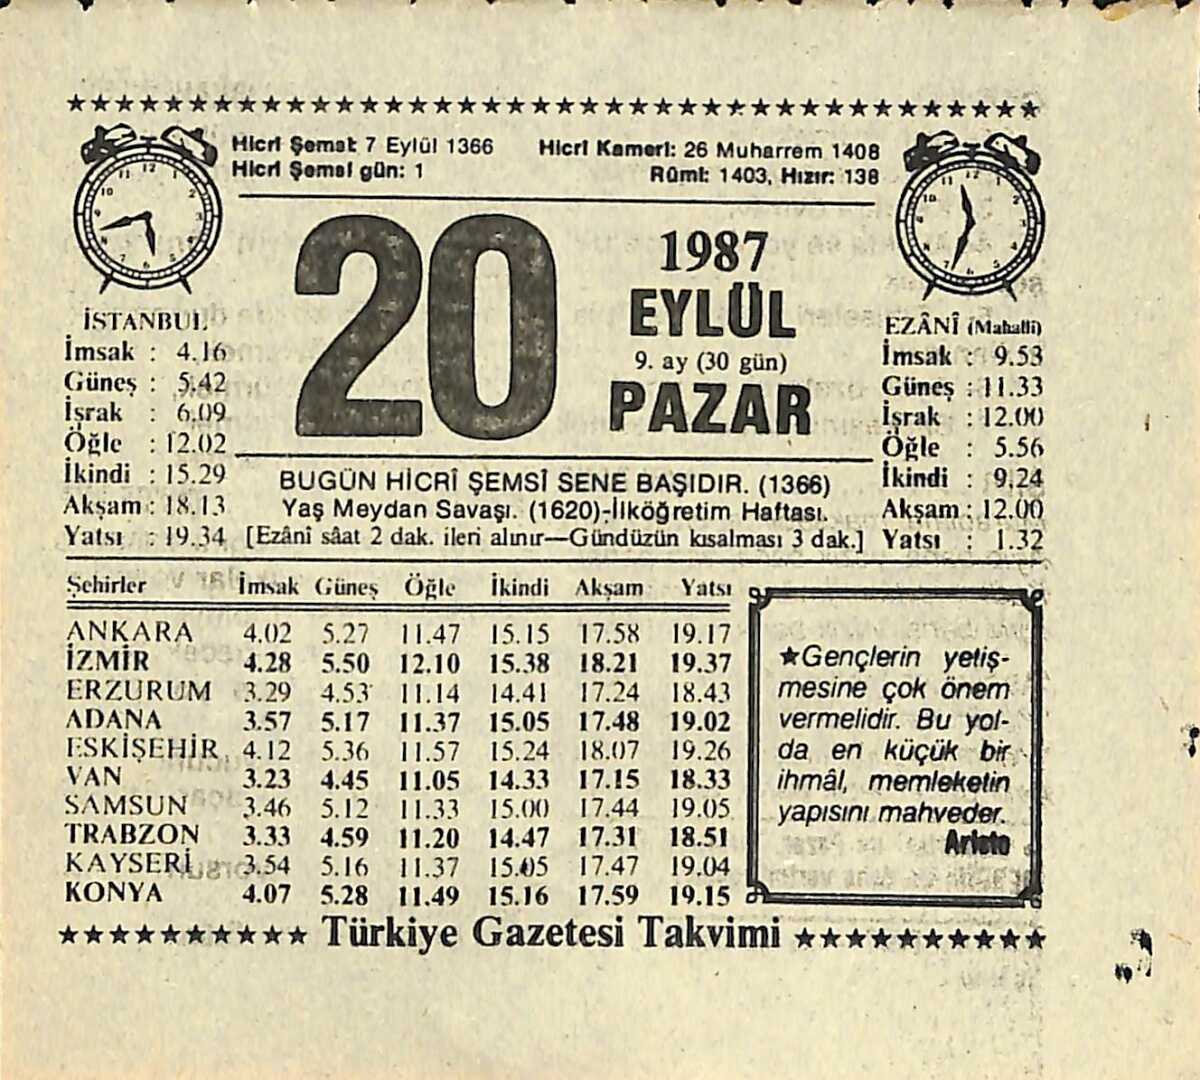 Hicrî Şemsî: 7 Eylül 1366 Hicrî Kamerî: 26 Muharrem 1408
Hicrî Şemsî gün: 1 Rûmî: 1403, Hızır: 138
20
1987
EYLÜL
9. ay (30 gün)
PAZAR
İSTANBUL
İmsak : 4.16
Güneş : 5.42
İşrak : 6.09
Öğle : 12.02
İkindi : 15.29
Akşam : 18.13
Yatsı : 19.34
EZÂNÎ (Mahallî)
İmsak : 9.53
Güneş : 11.33
İşrak : 12.00
Öğle : 5.56
İkindi : 9.24
Akşam : 12.00
Yatsı : 1.32
BUGÜN HİCRÎ ŞEMSÎ SENE BAŞIDIR. (1366)
Yaş Meydan Savaşı. (1620)-İlköğretim Haftası.
[Ezânî sâat 2 dak. ileri alınır—Gündüzün kısalması 3 dak.]
Şehirler İmsak Güneş Öğle İkindi Akşam Yatsı
ANKARA 4.02 5.27 11.47 15.15 17.58 19.17
İZMİR 4.28 5.50 12.10 15.38 18.21 19.37
ERZURUM 3.29 4.53 11.14 14.41 17.24 18.43
ADANA 3.57 5.17 11.37 15.05 17.48 19.02
ESKİŞEHİR 4.12 5.36 11.57 15.24 18.07 19.26
VAN 3.23 4.45 11.05 14.33 17.15 18.33
SAMSUN 3.46 5.12 11.33 15.00 17.44 19.05
TRABZON 3.33 4.59 11.20 14.47 17.31 18.51
KAYSERİ 3.54 5.16 11.37 15.05 17.47 19.04
KONYA 4.07 5.28 11.49 15.16 17.59 19.15
★Gençlerin yetiş-
mesine çok önem
vermelidir. Bu yol-
da en küçük bir
ihmâl, memleketin
yapısını mahveder.
Aristo
Türkiye Gazetesi Takvimi